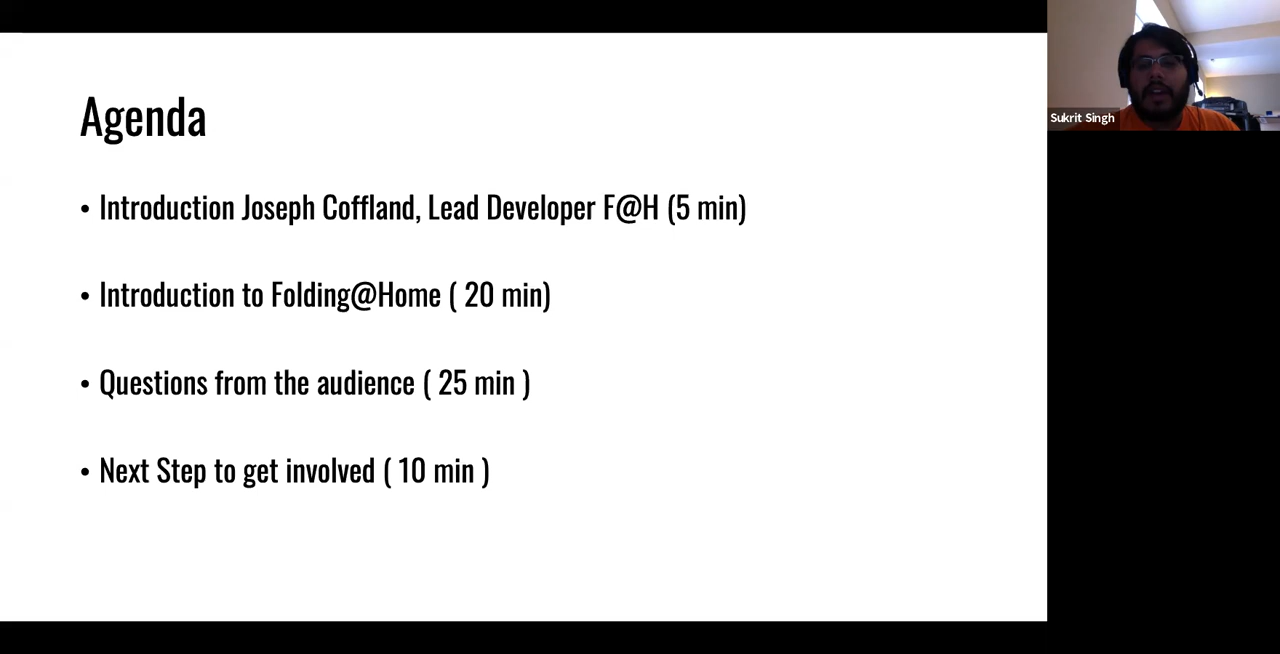 Agenda
• Introduction Joseph Coffland, Lead Developer F@H (5 min)
• Introduction to Folding@Home ( 20 min)
• Questions from the audience ( 25 min )
• Next Step to get involved ( 10 min )
Sukrit Singh